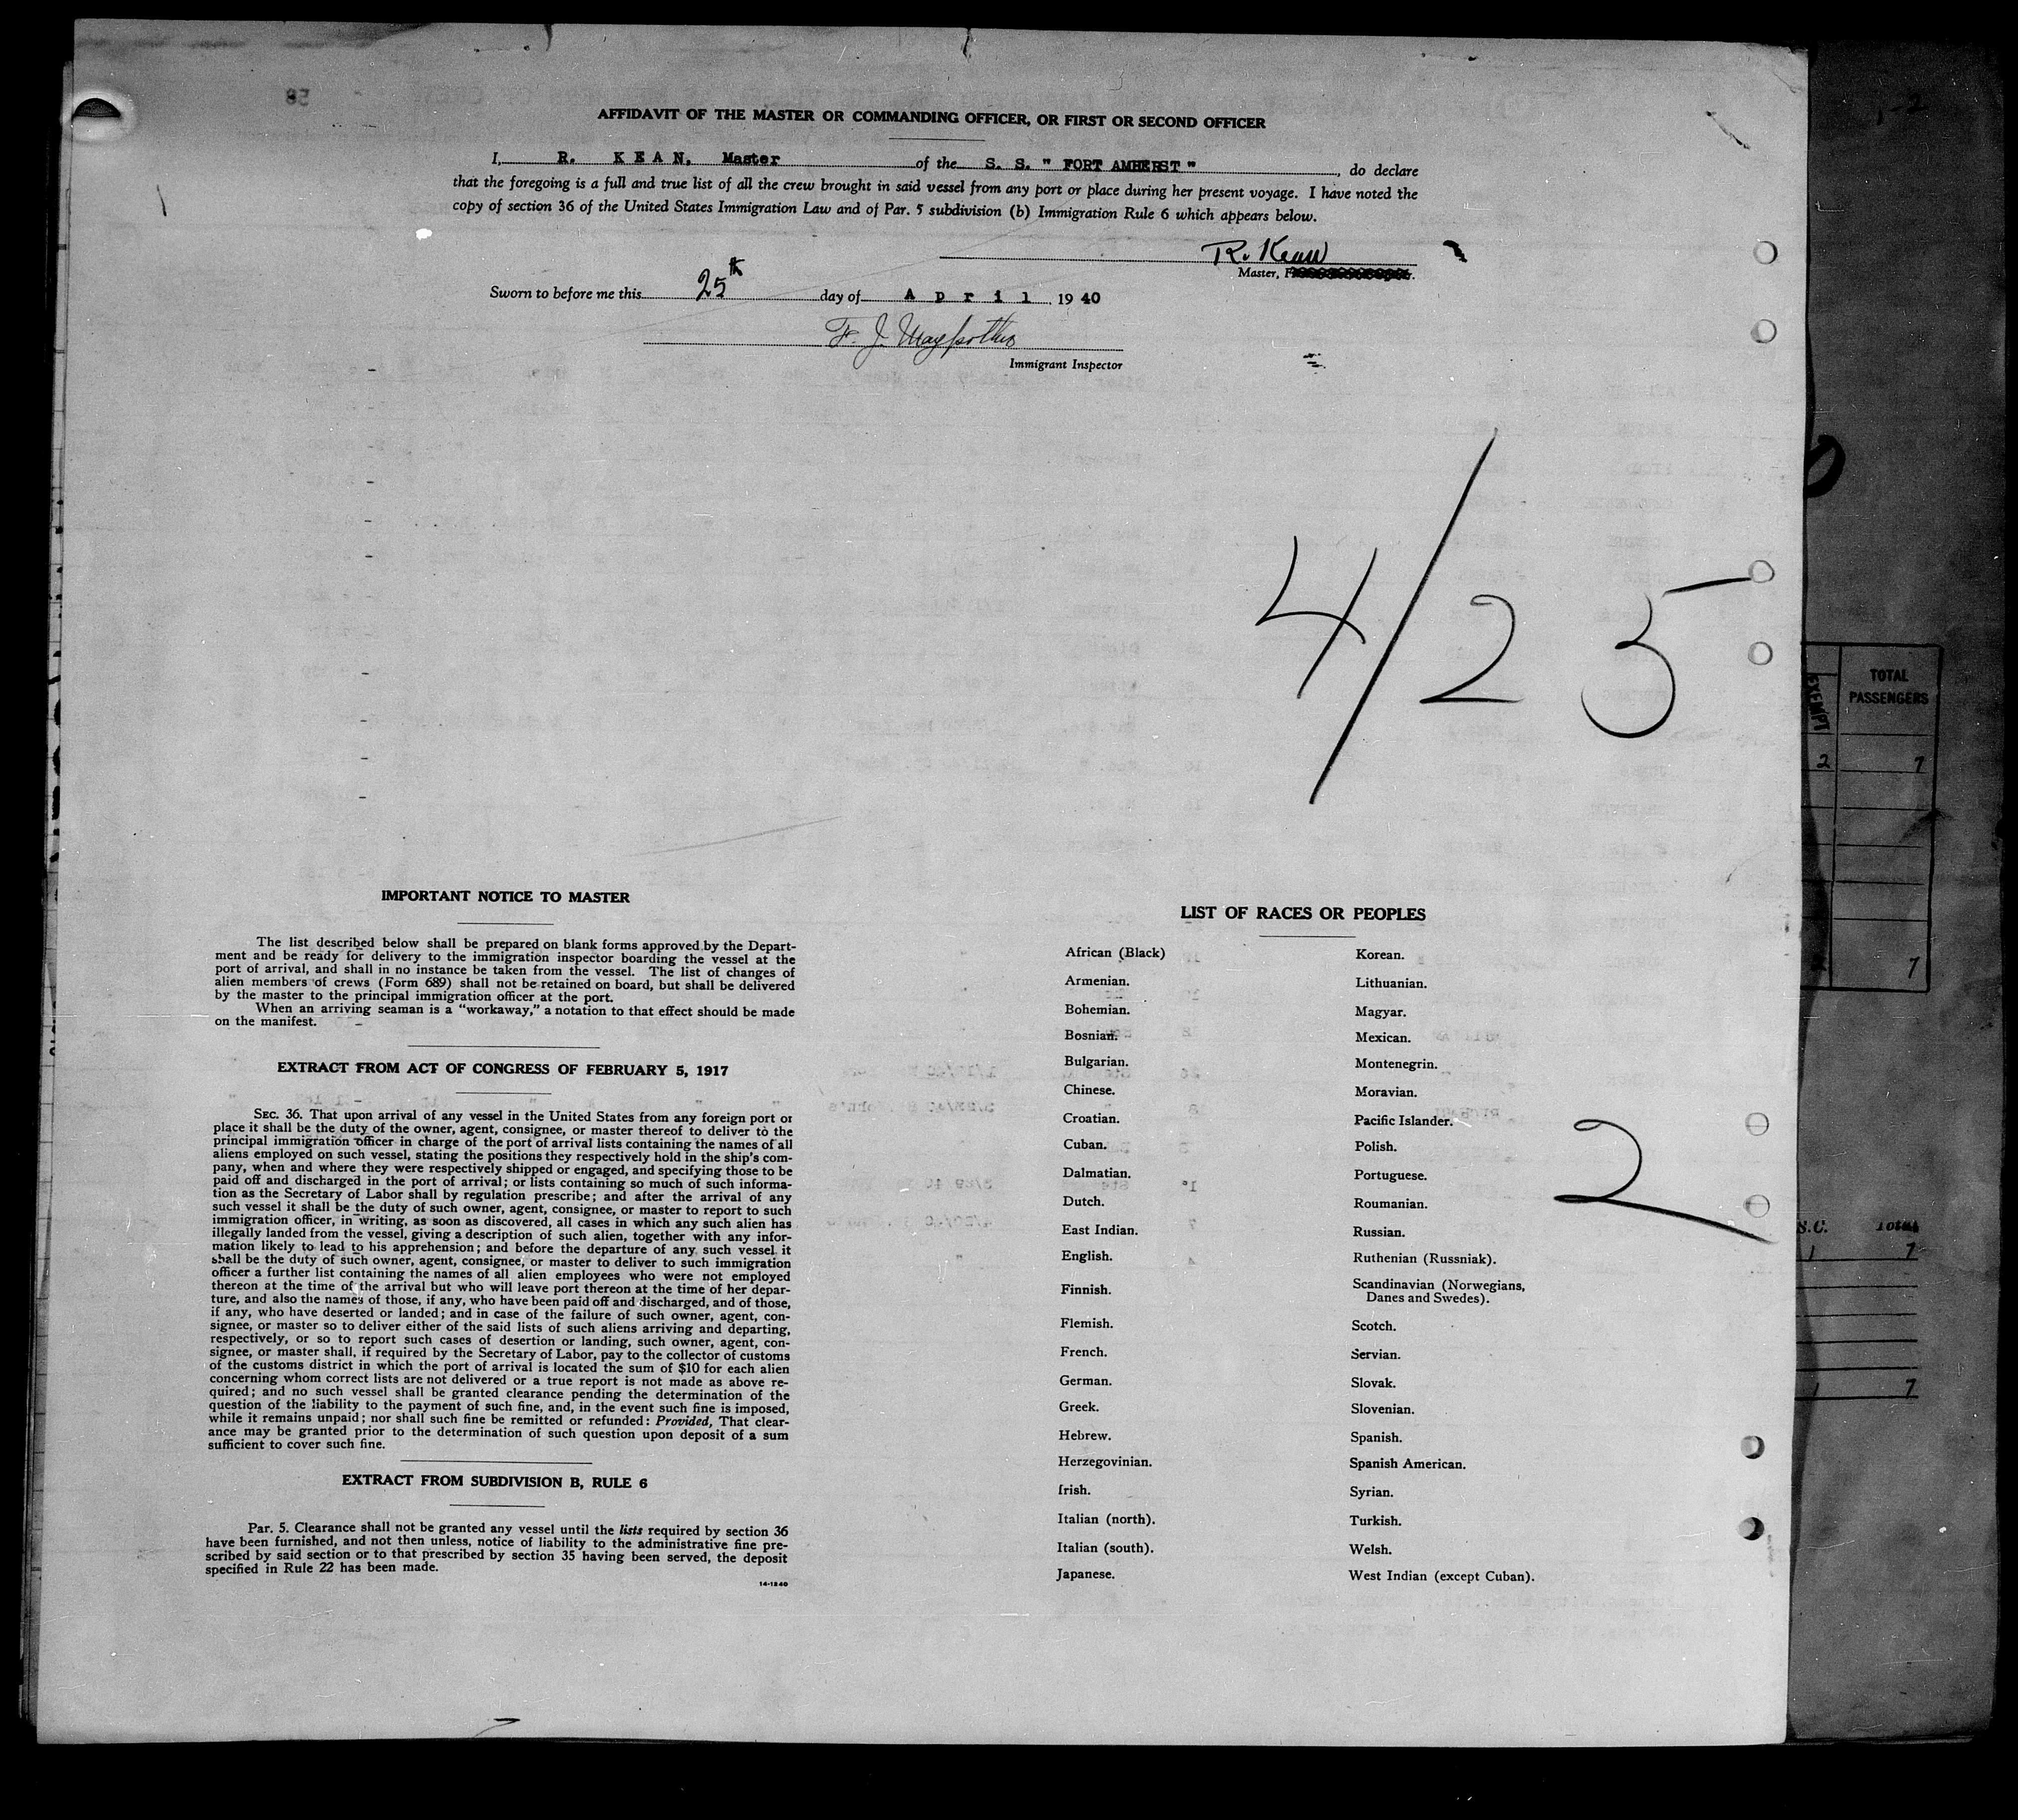 AFFIDAVIT OF THE MASTER OR COMMANDING OFFICER, OR FIRST OR SECOND OFFICER
I, R. KEAN, Master of the S. S. " FORT AMHERST ", do declare
that the foregoing is a full and true list of all the crew brought in said vessel from any port or place during her present voyage. I have noted the
copy of section 36 of the United States Immigration Law and of Par. 5 subdivision (b) Immigration Rule 6 which appears below.
R. Kean
Master,
Sworn to before me this 25th day of April, 19 40
F. J.
Immigrant Inspector
4/25
IMPORTANT NOTICE TO MASTER
The list described below shall be prepared on blank forms approved by the Depart-
ment and be ready for delivery to the immigration inspector boarding the vessel at the
port of arrival, and shall in no instance be taken from the vessel. The list of changes of
alien members of crews (Form 689) shall not be retained on board, but shall be delivered
by the master to the principal immigration officer at the port.
When an arriving seaman is a “workaway,” a notation to that effect should be made
on the manifest.
EXTRACT FROM ACT OF CONGRESS OF FEBRUARY 5, 1917
SEC. 36. That upon arrival of any vessel in the United States from any foreign port or
place it shall be the duty of the owner, agent, consignee, or master thereof to deliver to the
principal immigration officer in charge of the port of arrival lists containing the names of all
aliens employed on such vessel, stating the positions they respectively hold in the ship's com-
pany, when and where they were respectively shipped or engaged, and specifying those to be
paid off and discharged in the port of arrival; or lists containing so much of such informa-
tion as the Secretary of Labor shall by regulation prescribe; and after the arrival of any
such vessel it shall be the duty of such owner, agent, consignee, or master to report to such
immigration officer, in writing, as soon as discovered, all cases in which any such alien has
illegally landed from the vessel, giving a description of such alien, together with any infor-
mation likely to lead to his apprehension; and before the departure of any such vessel it
shall be the duty of such owner, agent, consignee, or master to deliver to such immigration
officer a further list containing the names of all alien employees who were not employed
thereon at the time of the arrival but who will leave port thereon at the time of her depar-
ture, and also the names of those, if any, who have been paid off and discharged, and of those,
if any, who have deserted or landed; and in case of the failure of such owner, agent, con-
signee, or master so to deliver either of the said lists of such aliens arriving and departing,
respectively, or so to report such cases of desertion or landing, such owner, agent, con-
signee, or master shall, if required by the Secretary of Labor, pay to the collector of customs
of the customs district in which the port of arrival is located the sum of $10 for each alien
concerning whom correct lists are not delivered or a true report is not made as above re-
quired; and no such vessel shall be granted clearance pending the determination of the
question of the liability to the payment of such fine, and, in the event such fine is imposed,
while it remains unpaid; nor shall such fine be remitted or refunded: Provided, That clear-
ance may be granted prior to the determination of such question upon deposit of a sum
sufficient to cover such fine.
EXTRACT FROM SUBDIVISION B, RULE 6
Par. 5. Clearance shall not be granted any vessel until the lists required by section 36
have been furnished, and not then unless, notice of liability to the administrative fine pre-
scribed by said section or to that prescribed by section 35 having been served, the deposit
specified in Rule 22 has been made.
14-1240
LIST OF RACES OR PEOPLES
African (Black)
Armenian.
Bohemian.
Bosnian.
Bulgarian.
Chinese.
Croatian.
Cuban.
Dalmatian.
Dutch.
East Indian.
English.
Finnish.
Flemish.
French.
German.
Greek.
Hebrew.
Herzegovinian.
Irish.
Italian (north).
Italian (south).
Japanese.
Korean.
Lithuanian.
Magyar.
Mexican.
Montenegrin.
Moravian.
Pacific Islander.
Polish.
Portuguese.
Roumanian.
Russian.
Ruthenian (Russniak).
Scandinavian (Norwegians,
Danes and Swedes).
Scotch.
Servian.
Slovak.
Slovenian.
Spanish.
Spanish American.
Syrian.
Turkish.
Welsh.
West Indian (except Cuban).
2
EXEMPT
TOTAL
PASSENGERS
2 7
7
S.C. Total
1 7
1 7